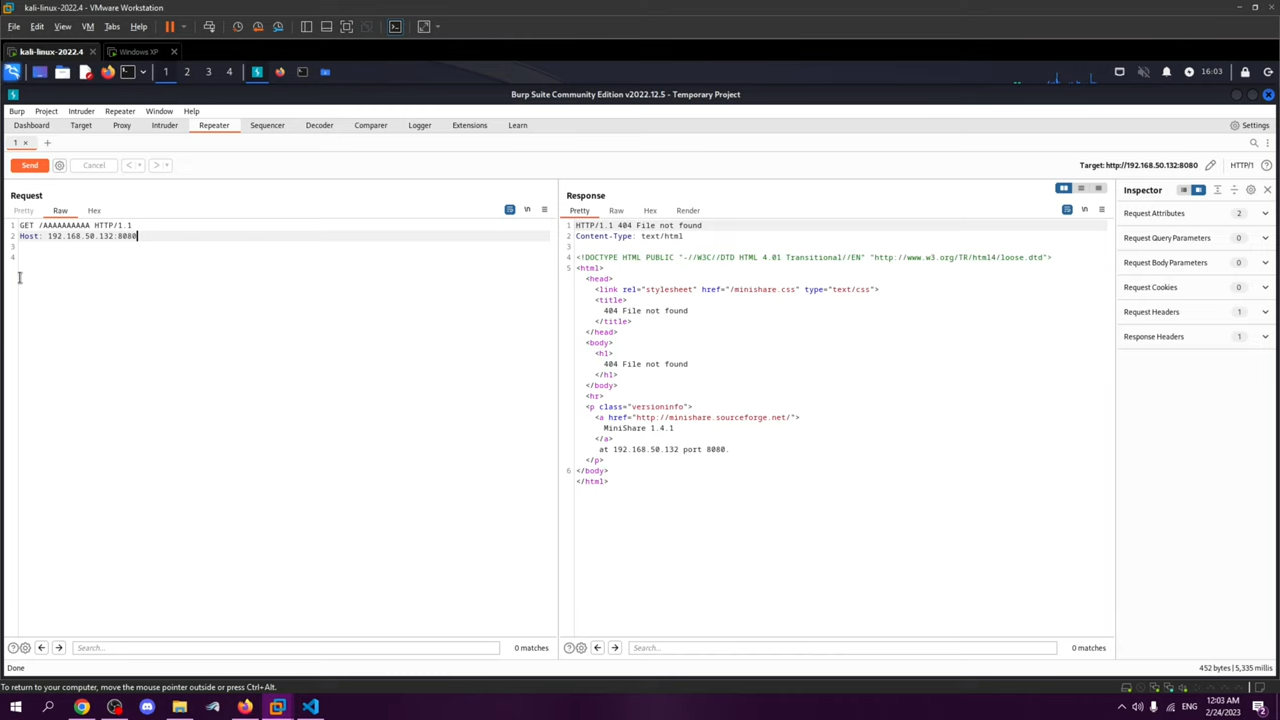 kali-linux-2022.4 - VMware Workstation
File Edit View VM Tabs Help
kali-linux-2022.4 Windows XP
1 2 3 4 16:03
Burp Suite Community Edition v2022.12.5 - Temporary Project
Burp Project Intruder Repeater Window Help
Dashboard Target Proxy Intruder Repeater Sequencer Decoder Comparer Logger Extensions Learn Settings
1
Send Cancel Target: http://192.168.50.132:8080 HTTP/1
Request
Pretty Raw Hex
1 GET /AAAAAAAAAA HTTP/1.1
2 Host: 192.168.50.132:8080
3
4
Response
Pretty Raw Hex Render
1 HTTP/1.1 404 File not found
2 Content-Type: text/html
3
4 <!DOCTYPE HTML PUBLIC "-//W3C//DTD HTML 4.01 Transitional//EN" "http://www.w3.org/TR/html4/loose.dtd">
5 <html>
<head>
<link rel="stylesheet" href="/minishare.css" type="text/css">
<title>
404 File not found
</title>
</head>
<body>
<h1>
404 File not found
</h1>
</body>
<hr>
<p class="versioninfo">
<a href="http://minishare.sourceforge.net/">
MiniShare 1.4.1
</a>
at 192.168.50.132 port 8080.
</p>
6 </body>
</html>
Inspector
Request Attributes 2
Request Query Parameters 0
Request Body Parameters 0
Request Cookies 0
Request Headers 1
Response Headers 1
Search... 0 matches
Search... 0 matches
Done 452 bytes | 5,335 millis
To return to your computer, move the mouse pointer outside or press Ctrl+Alt.
ENG 12:03 AM
2/24/2023
2